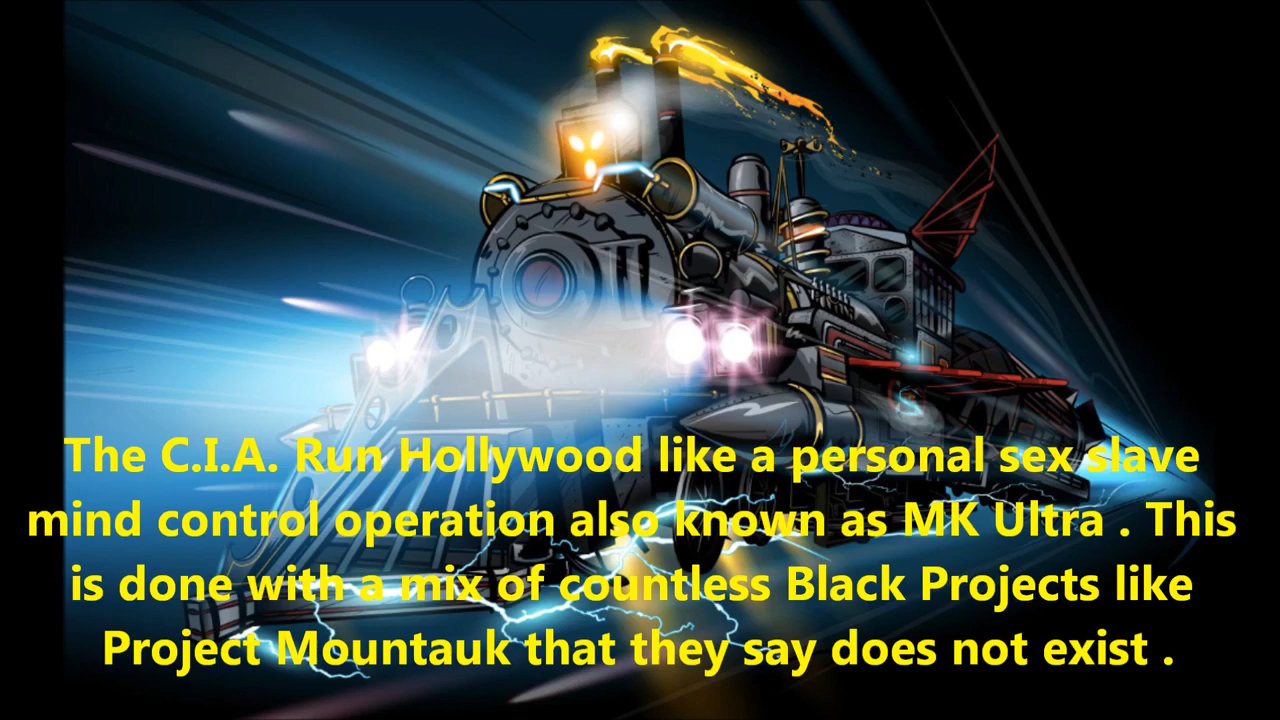 The C.I.A. Run Hollywood like a personal sex slave
mind control operation also known as MK Ultra . This
is done with a mix of countless Black Projects like
Project Mountauk that they say does not exist .